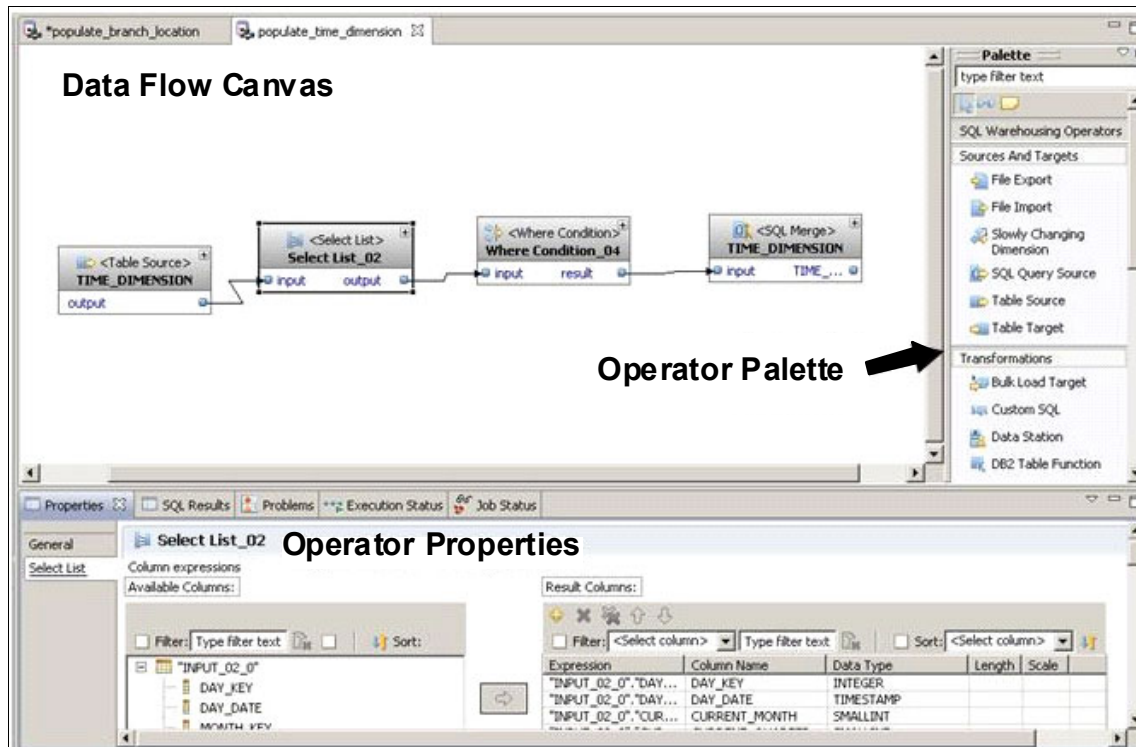 *populate_branch_location
populate_time_dimension
Data Flow Canvas
<Table Source>
TIME_DIMENSION
output
<Select List>
Select List_02
input output
<Where Condition>
Where Condition_04
input result
<SQL Merge>
TIME_DIMENSION
input TIME_...
Operator Palette
Palette
type filter text
SQL Warehousing Operators
Sources And Targets
File Export
File Import
Slowly Changing
Dimension
SQL Query Source
Table Source
Table Target
Transformations
Bulk Load Target
Custom SQL
Data Station
DB2 Table Function
Properties SQL Results Problems Execution Status Job Status
General
Select List
Select List_02 Operator Properties
Column expressions
Available Columns:
Filter: Type filter text Sort:
"INPUT_02_0"
DAY_KEY
DAY_DATE
MONTH_KEY
Result Columns:
Filter: <Select column> Type filter text Sort: <Select column>
Expression Column Name Data Type Length Scale
"INPUT_02_0"."DAY... DAY_KEY INTEGER
"INPUT_02_0"."DAY... DAY_DATE TIMESTAMP
"INPUT_02_0"."CUR... CURRENT_MONTH SMALLINT